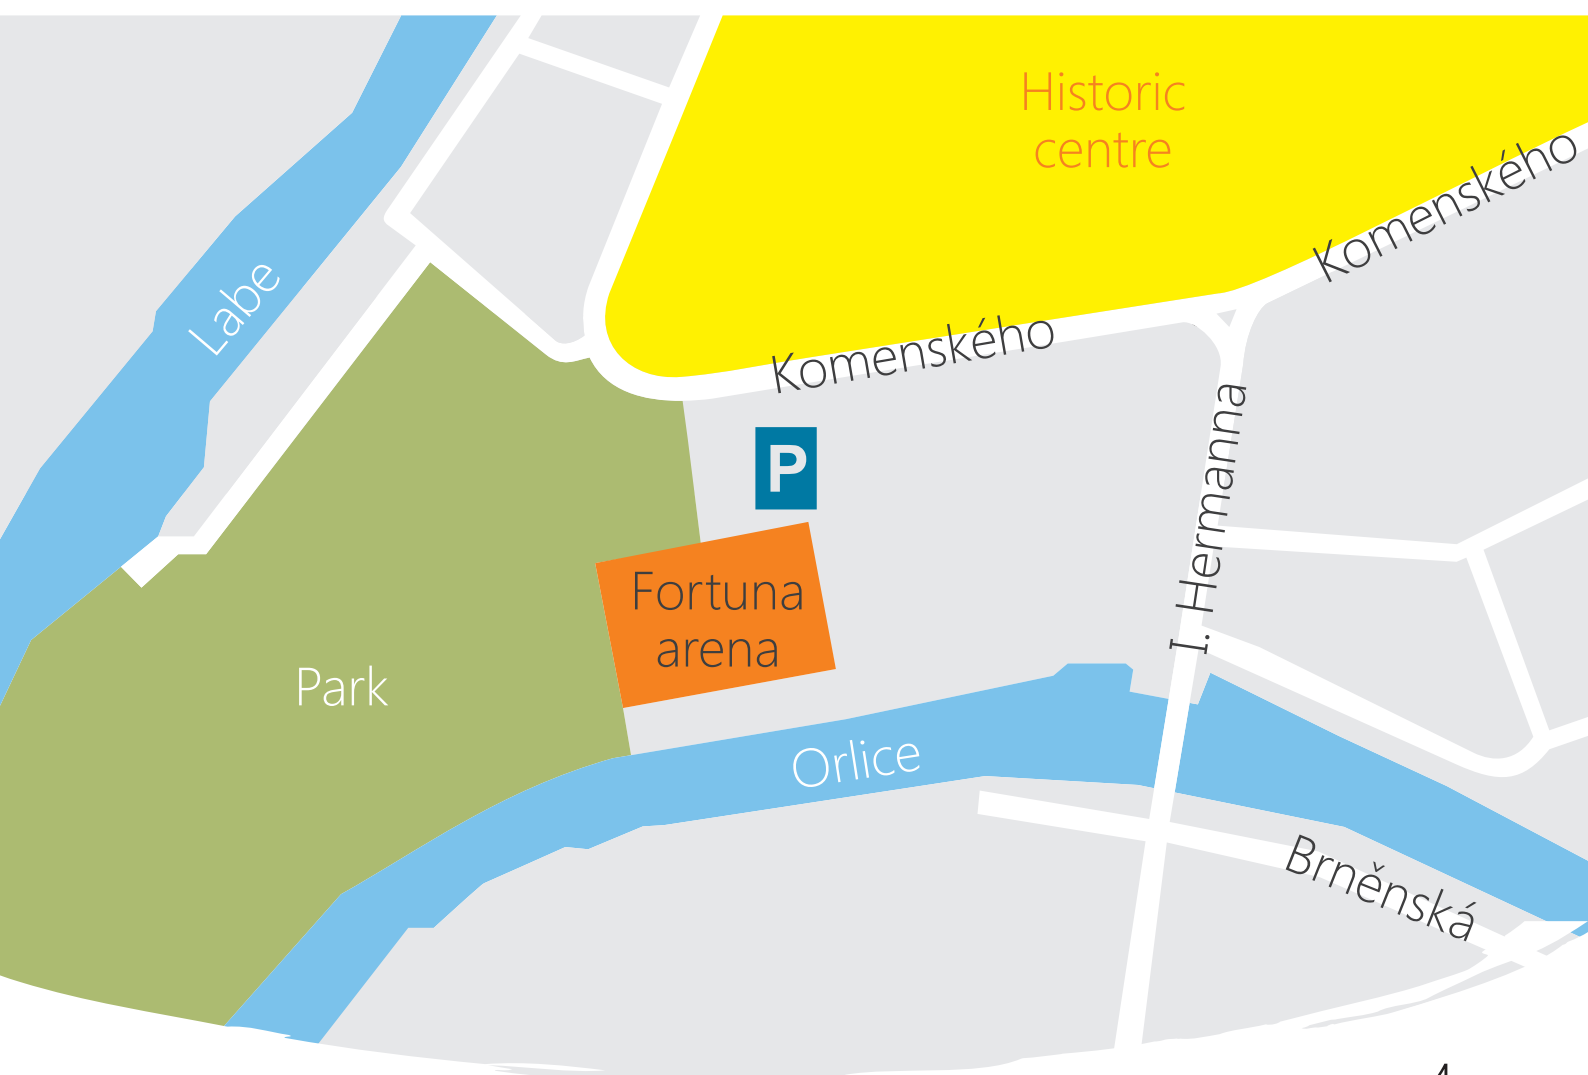 Historic
centre
Komenského
Labe
Komenského
P
I. Hermanna
Fortuna
arena
Park
Orlice
Brněnská